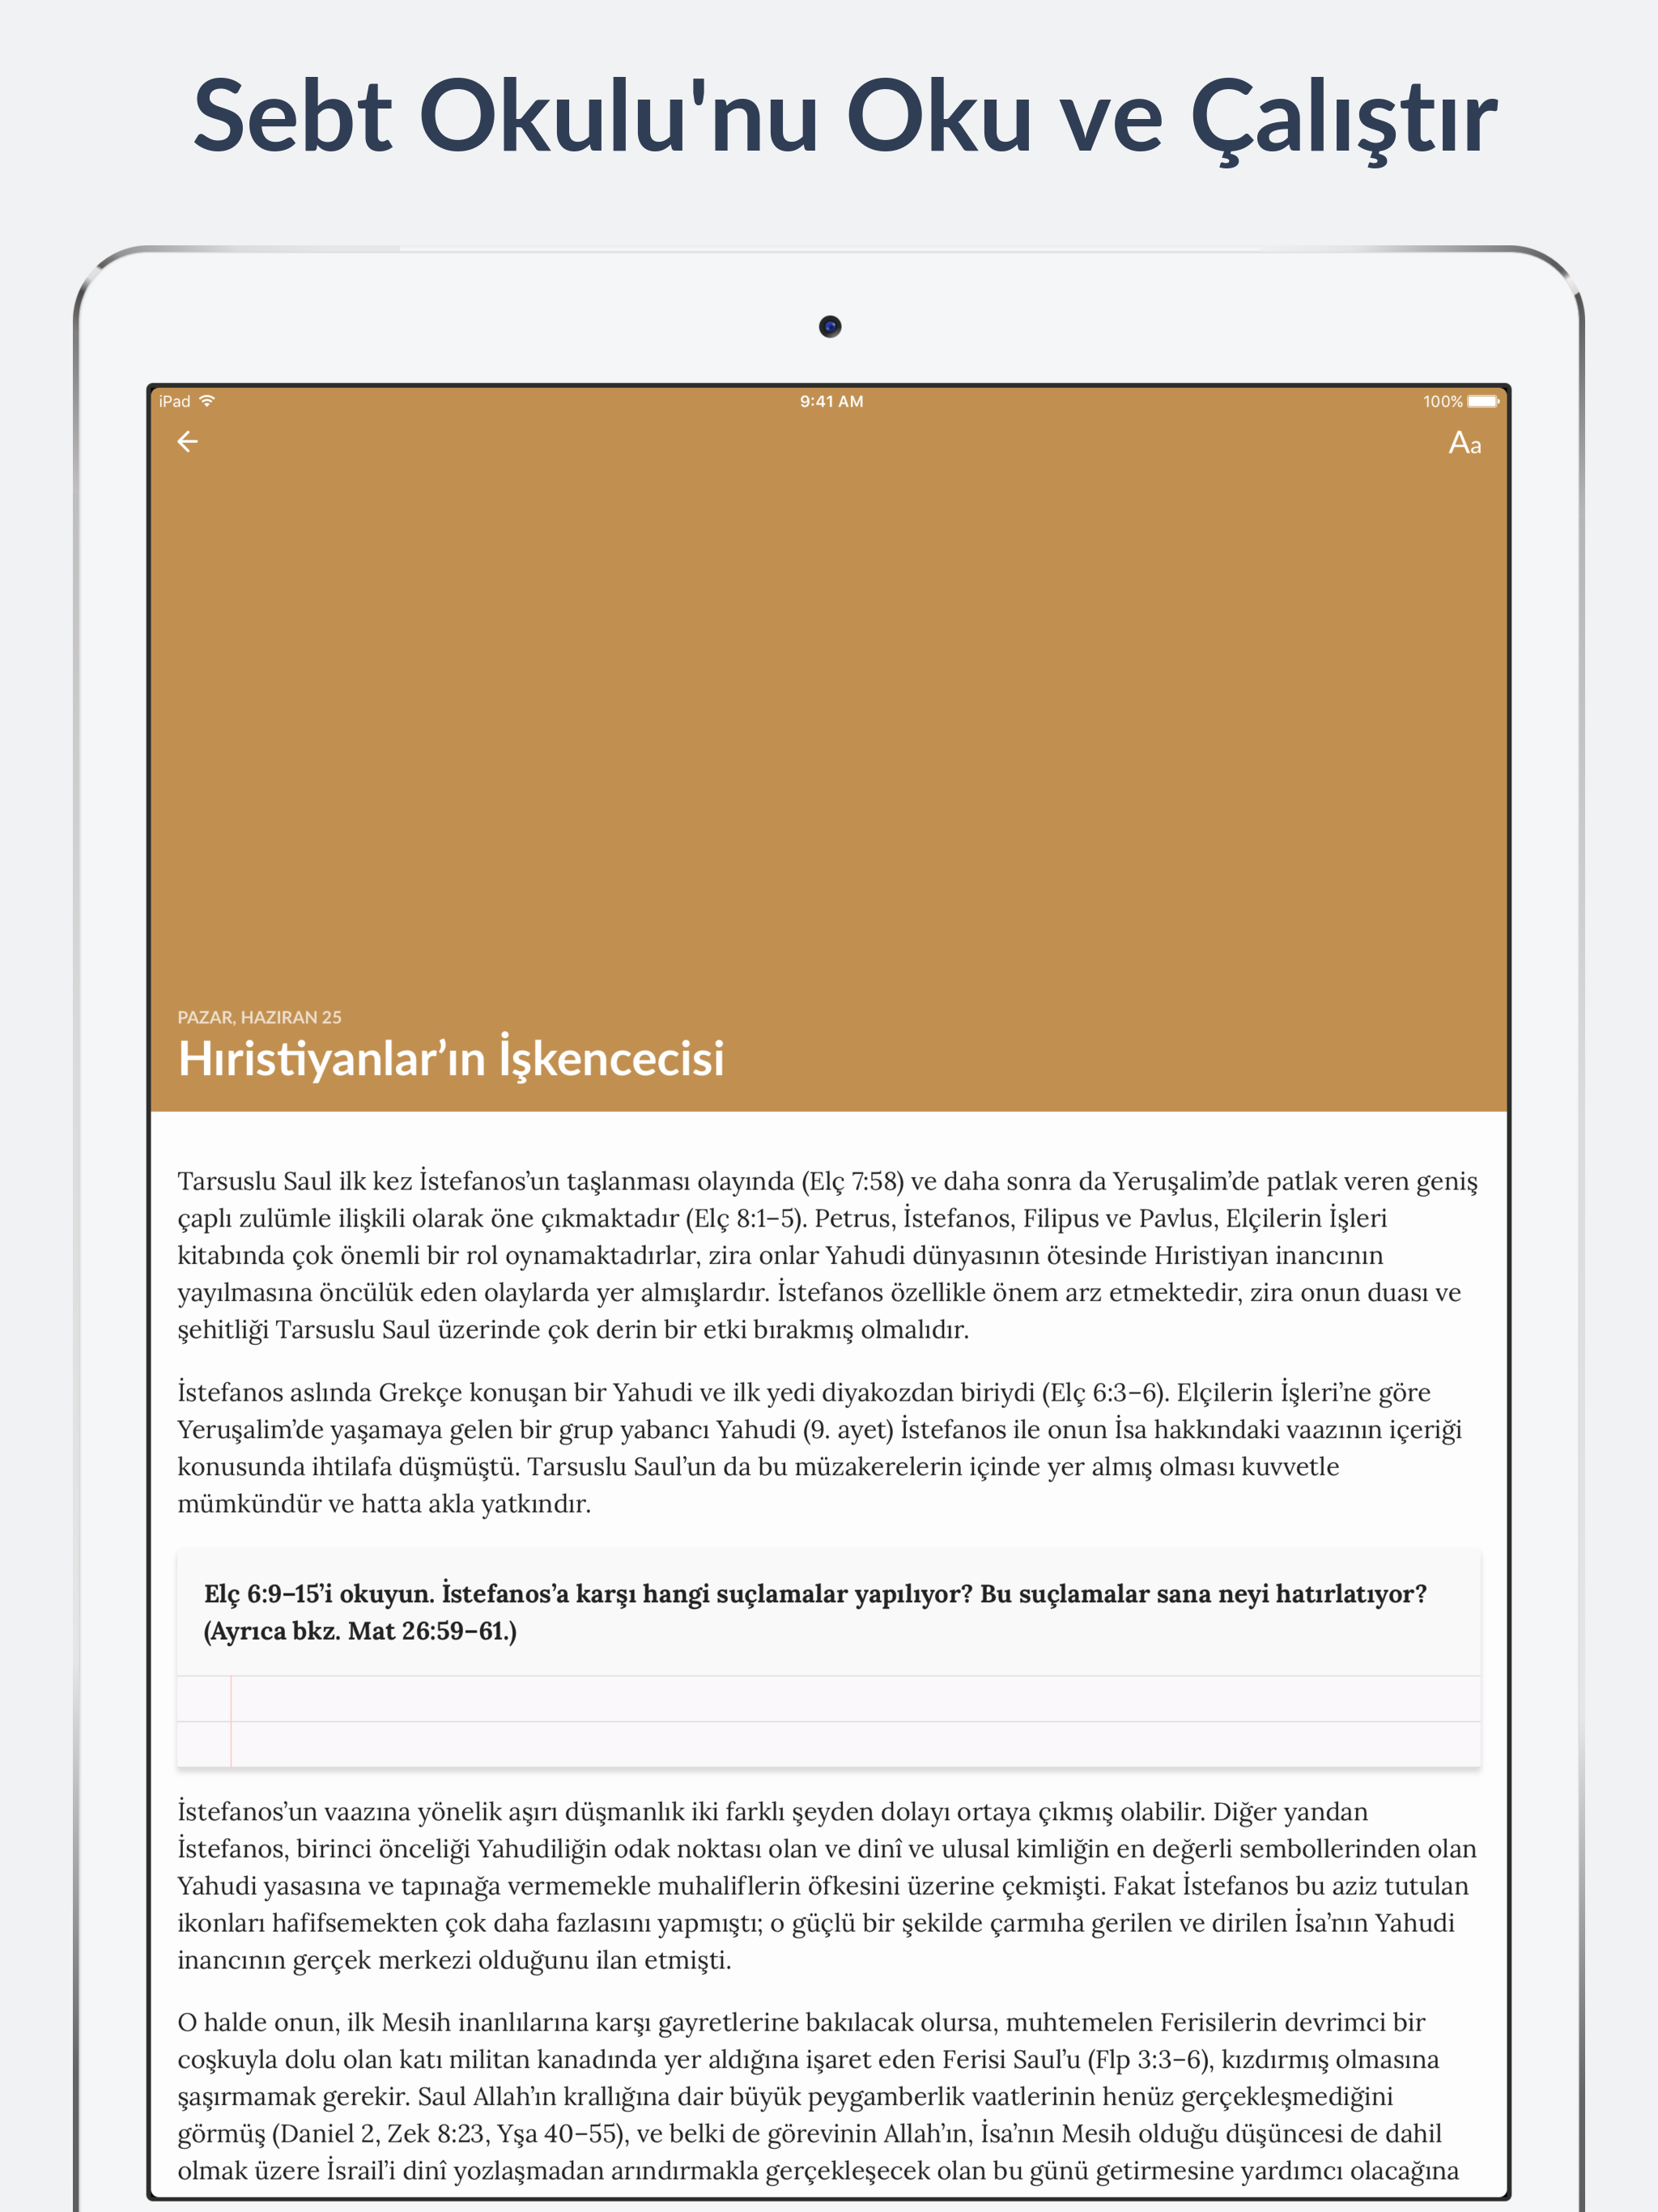 Sebt Okulu'nu Oku ve Çalıştır
iPad
9:41 AM
100%
Aa
PAZAR, HAZIRAN 25
Hıristiyanlar’ın İşkencecisi
Tarsuslu Saul ilk kez İstefanos’un taşlanması olayında (Elç 7:58) ve daha sonra da Yeruşalim’de patlak veren geniş
çaplı zulümle ilişkili olarak öne çıkmaktadır (Elç 8:1–5). Petrus, İstefanos, Filipus ve Pavlus, Elçilerin İşleri
kitabında çok önemli bir rol oynamaktadırlar, zira onlar Yahudi dünyasının ötesinde Hıristiyan inancının
yayılmasına öncülük eden olaylarda yer almışlardır. İstefanos özellikle önem arz etmektedir, zira onun duası ve
şehitliği Tarsuslu Saul üzerinde çok derin bir etki bırakmış olmalıdır.
İstefanos aslında Grekçe konuşan bir Yahudi ve ilk yedi diyakozdan biriydi (Elç 6:3–6). Elçilerin İşleri’ne göre
Yeruşalim’de yaşamaya gelen bir grup yabancı Yahudi (9. ayet) İstefanos ile onun İsa hakkındaki vaazının içeriği
konusunda ihtilafa düşmüştü. Tarsuslu Saul’un da bu müzakerelerin içinde yer almış olması kuvvetle
mümkündür ve hatta akla yatkındır.
Elç 6:9–15’i okuyun. İstefanos’a karşı hangi suçlamalar yapılıyor? Bu suçlamalar sana neyi hatırlatıyor?
(Ayrıca bkz. Mat 26:59–61.)
İstefanos’un vaazına yönelik aşırı düşmanlık iki farklı şeyden dolayı ortaya çıkmış olabilir. Diğer yandan
İstefanos, birinci önceliği Yahudiliğin odak noktası olan ve dinî ve ulusal kimliğin en değerli sembollerinden olan
Yahudi yasasına ve tapınağa vermemekle muhaliflerin öfkesini üzerine çekmişti. Fakat İstefanos bu aziz tutulan
ikonları hafifsemekten çok daha fazlasını yapmıştı; o güçlü bir şekilde çarmıha gerilen ve dirilen İsa’nın Yahudi
inancının gerçek merkezi olduğunu ilan etmişti.
O halde onun, ilk Mesih inanlılarına karşı gayretlerine bakılacak olursa, muhtemelen Ferisilerin devrimci bir
coşkuyla dolu olan katı militan kanadında yer aldığına işaret eden Ferisi Saul’u (Flp 3:3–6), kızdırmış olmasına
şaşırmamak gerekir. Saul Allah’ın krallığına dair büyük peygamberlik vaatlerinin henüz gerçekleşmediğini
görmüş (Daniel 2, Zek 8:23, Yşa 40–55), ve belki de görevinin Allah’ın, İsa’nın Mesih olduğu düşüncesi de dahil
olmak üzere İsrail’i dinî yozlaşmadan arındırmakla gerçekleşecek olan bu günü getirmesine yardımcı olacağına